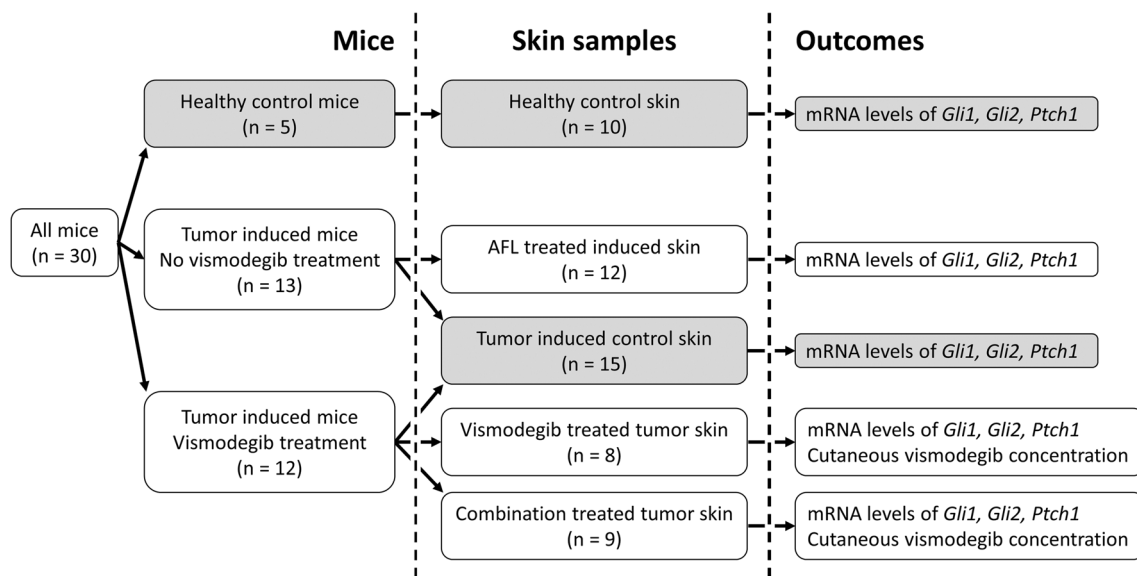 Mice
Skin samples
Outcomes
All mice
(n = 30)
Healthy control mice
(n = 5)
Healthy control skin
(n = 10)
mRNA levels of Gli1, Gli2, Ptch1
Tumor induced mice
No vismodegib treatment
(n = 13)
AFL treated induced skin
(n = 12)
mRNA levels of Gli1, Gli2, Ptch1
Tumor induced control skin
(n = 15)
mRNA levels of Gli1, Gli2, Ptch1
Tumor induced mice
Vismodegib treatment
(n = 12)
Vismodegib treated tumor skin
(n = 8)
mRNA levels of Gli1, Gli2, Ptch1
Cutaneous vismodegib concentration
Combination treated tumor skin
(n = 9)
mRNA levels of Gli1, Gli2, Ptch1
Cutaneous vismodegib concentration